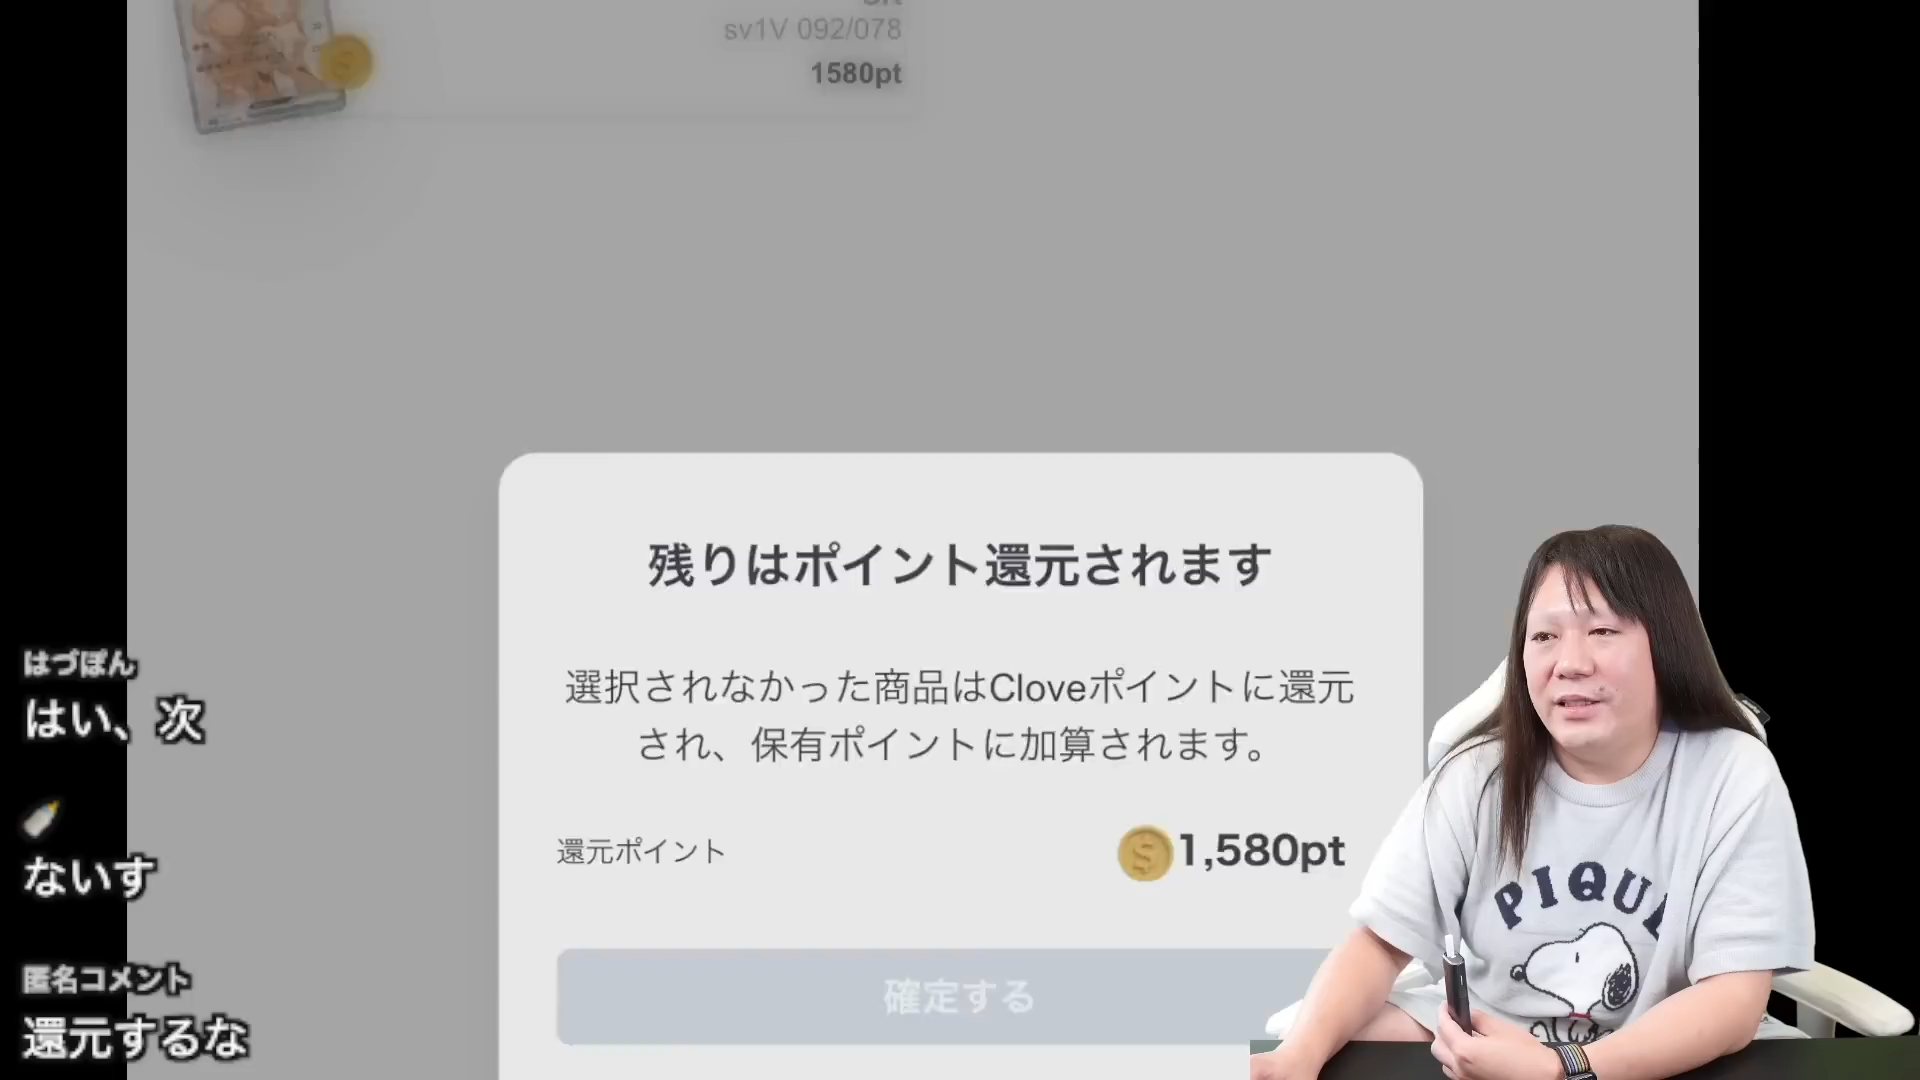 sv1V 092/078
1580pt
残りはポイント還元されます
選択されなかった商品はCloveポイントに還元
され、保有ポイントに加算されます。
還元ポイント
1,580pt
確定する
はづぽん
はい、次
ないす
匿名コメント
還元するな
PIQU